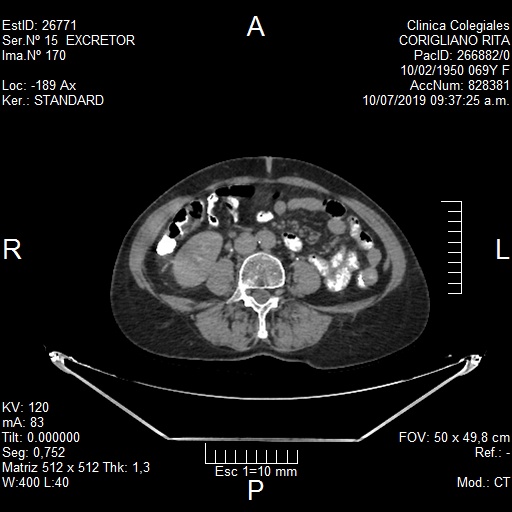 EstID: 26771
Ser.Nº 15 EXCRETOR
Ima.Nº 170
Loc: -189 Ax
Ker.: STANDARD
A
Clinica Colegiales
CORIGLIANO RITA
PacID: 266882/0
10/02/1950 069Y F
AccNum: 828381
10/07/2019 09:37:25 a.m.
R
L
KV: 120
mA: 83
Tilt: 0.000000
Seg: 0,752
Matriz 512 x 512 Thk: 1,3
W:400 L:40
Esc 1=10 mm
P
FOV: 50 x 49,8 cm
Ref.: -
Mod.: CT